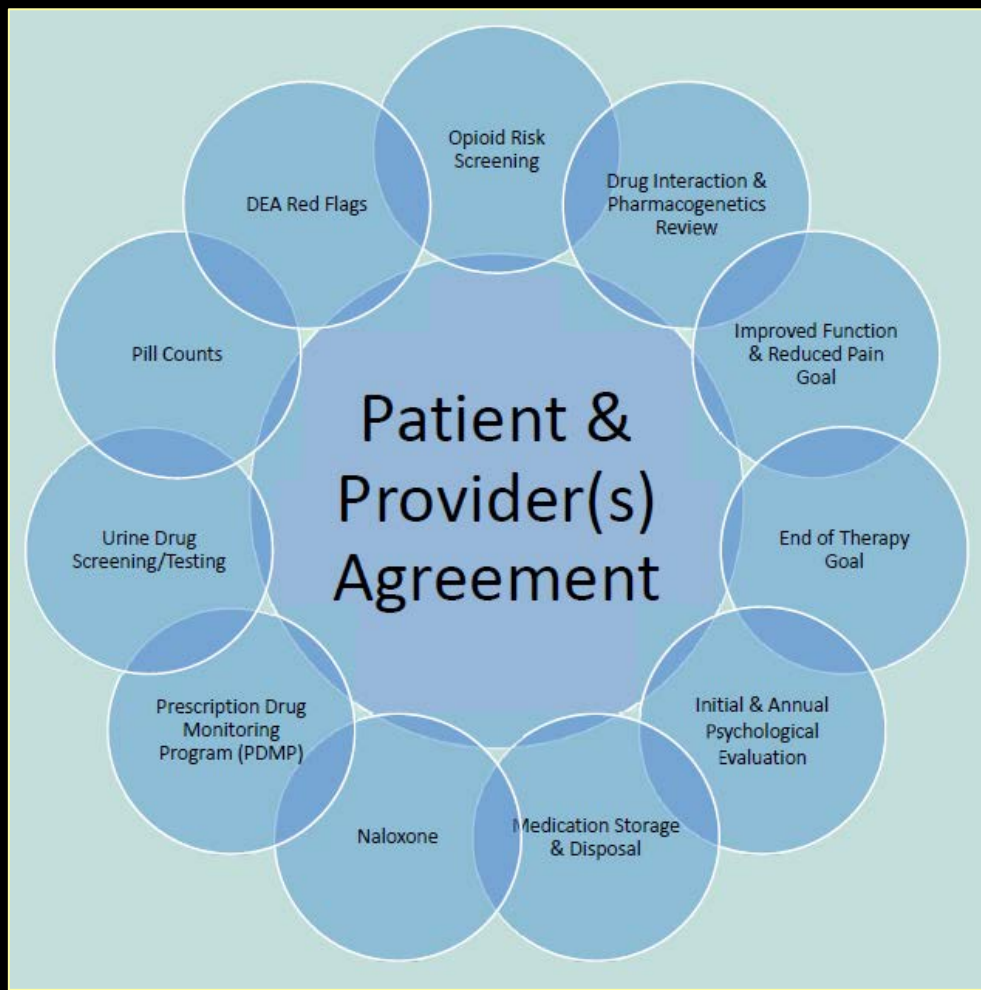 Opioid Risk
Screening
Drug Interaction &
Pharmacogenetics
Review
Improved Function
& Reduced Pain
Goal
End of Therapy
Goal
Initial & Annual
Psychological
Evaluation
Medication Storage
& Disposal
Naloxone
Prescription Drug
Monitoring
Program (PDMP)
Urine Drug
Screening/Testing
Pill Counts
DEA Red Flags
Patient &
Provider(s)
Agreement